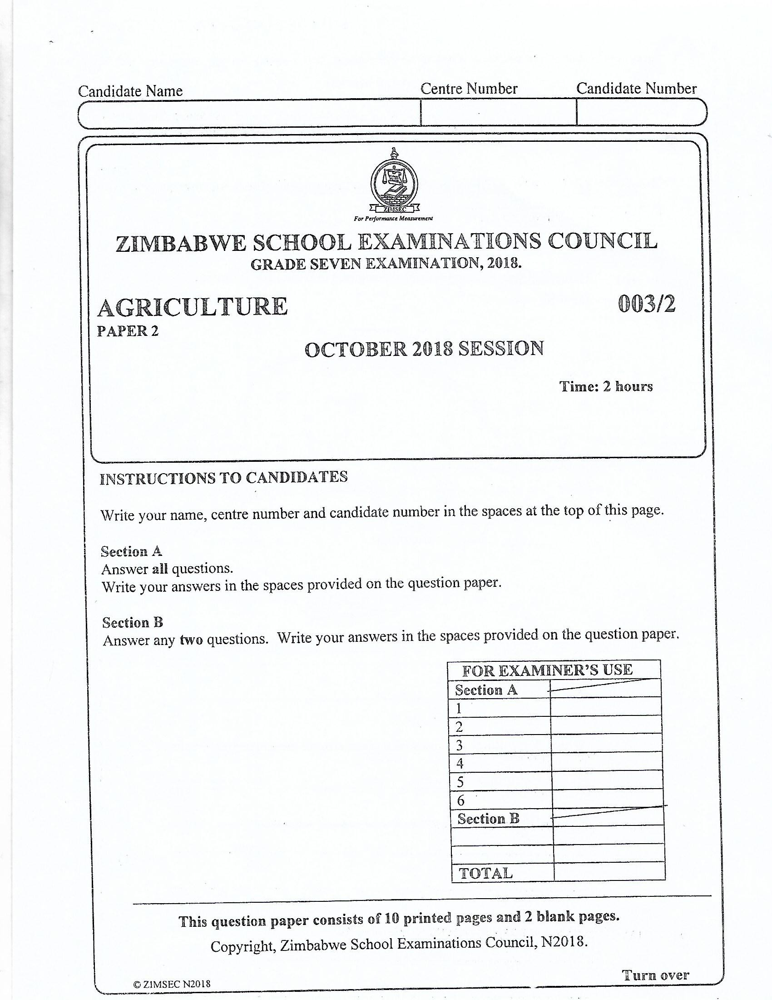 Candidate Name Centre Number Candidate Number
ZIMSEC
For Performance Measurement
ZIMBABWE SCHOOL EXAMINATIONS COUNCIL
GRADE SEVEN EXAMINATION, 2018.
AGRICULTURE 003/2
PAPER 2
OCTOBER 2018 SESSION
Time: 2 hours
INSTRUCTIONS TO CANDIDATES
Write your name, centre number and candidate number in the spaces at the top of this page.
Section A
Answer all questions.
Write your answers in the spaces provided on the question paper.
Section B
Answer any two questions. Write your answers in the spaces provided on the question paper.
FOR EXAMINER'S USE
Section A
1
2
3
4
5
6
Section B
TOTAL
This question paper consists of 10 printed pages and 2 blank pages.
Copyright, Zimbabwe School Examinations Council, N2018.
Turn over
© ZIMSEC N2018